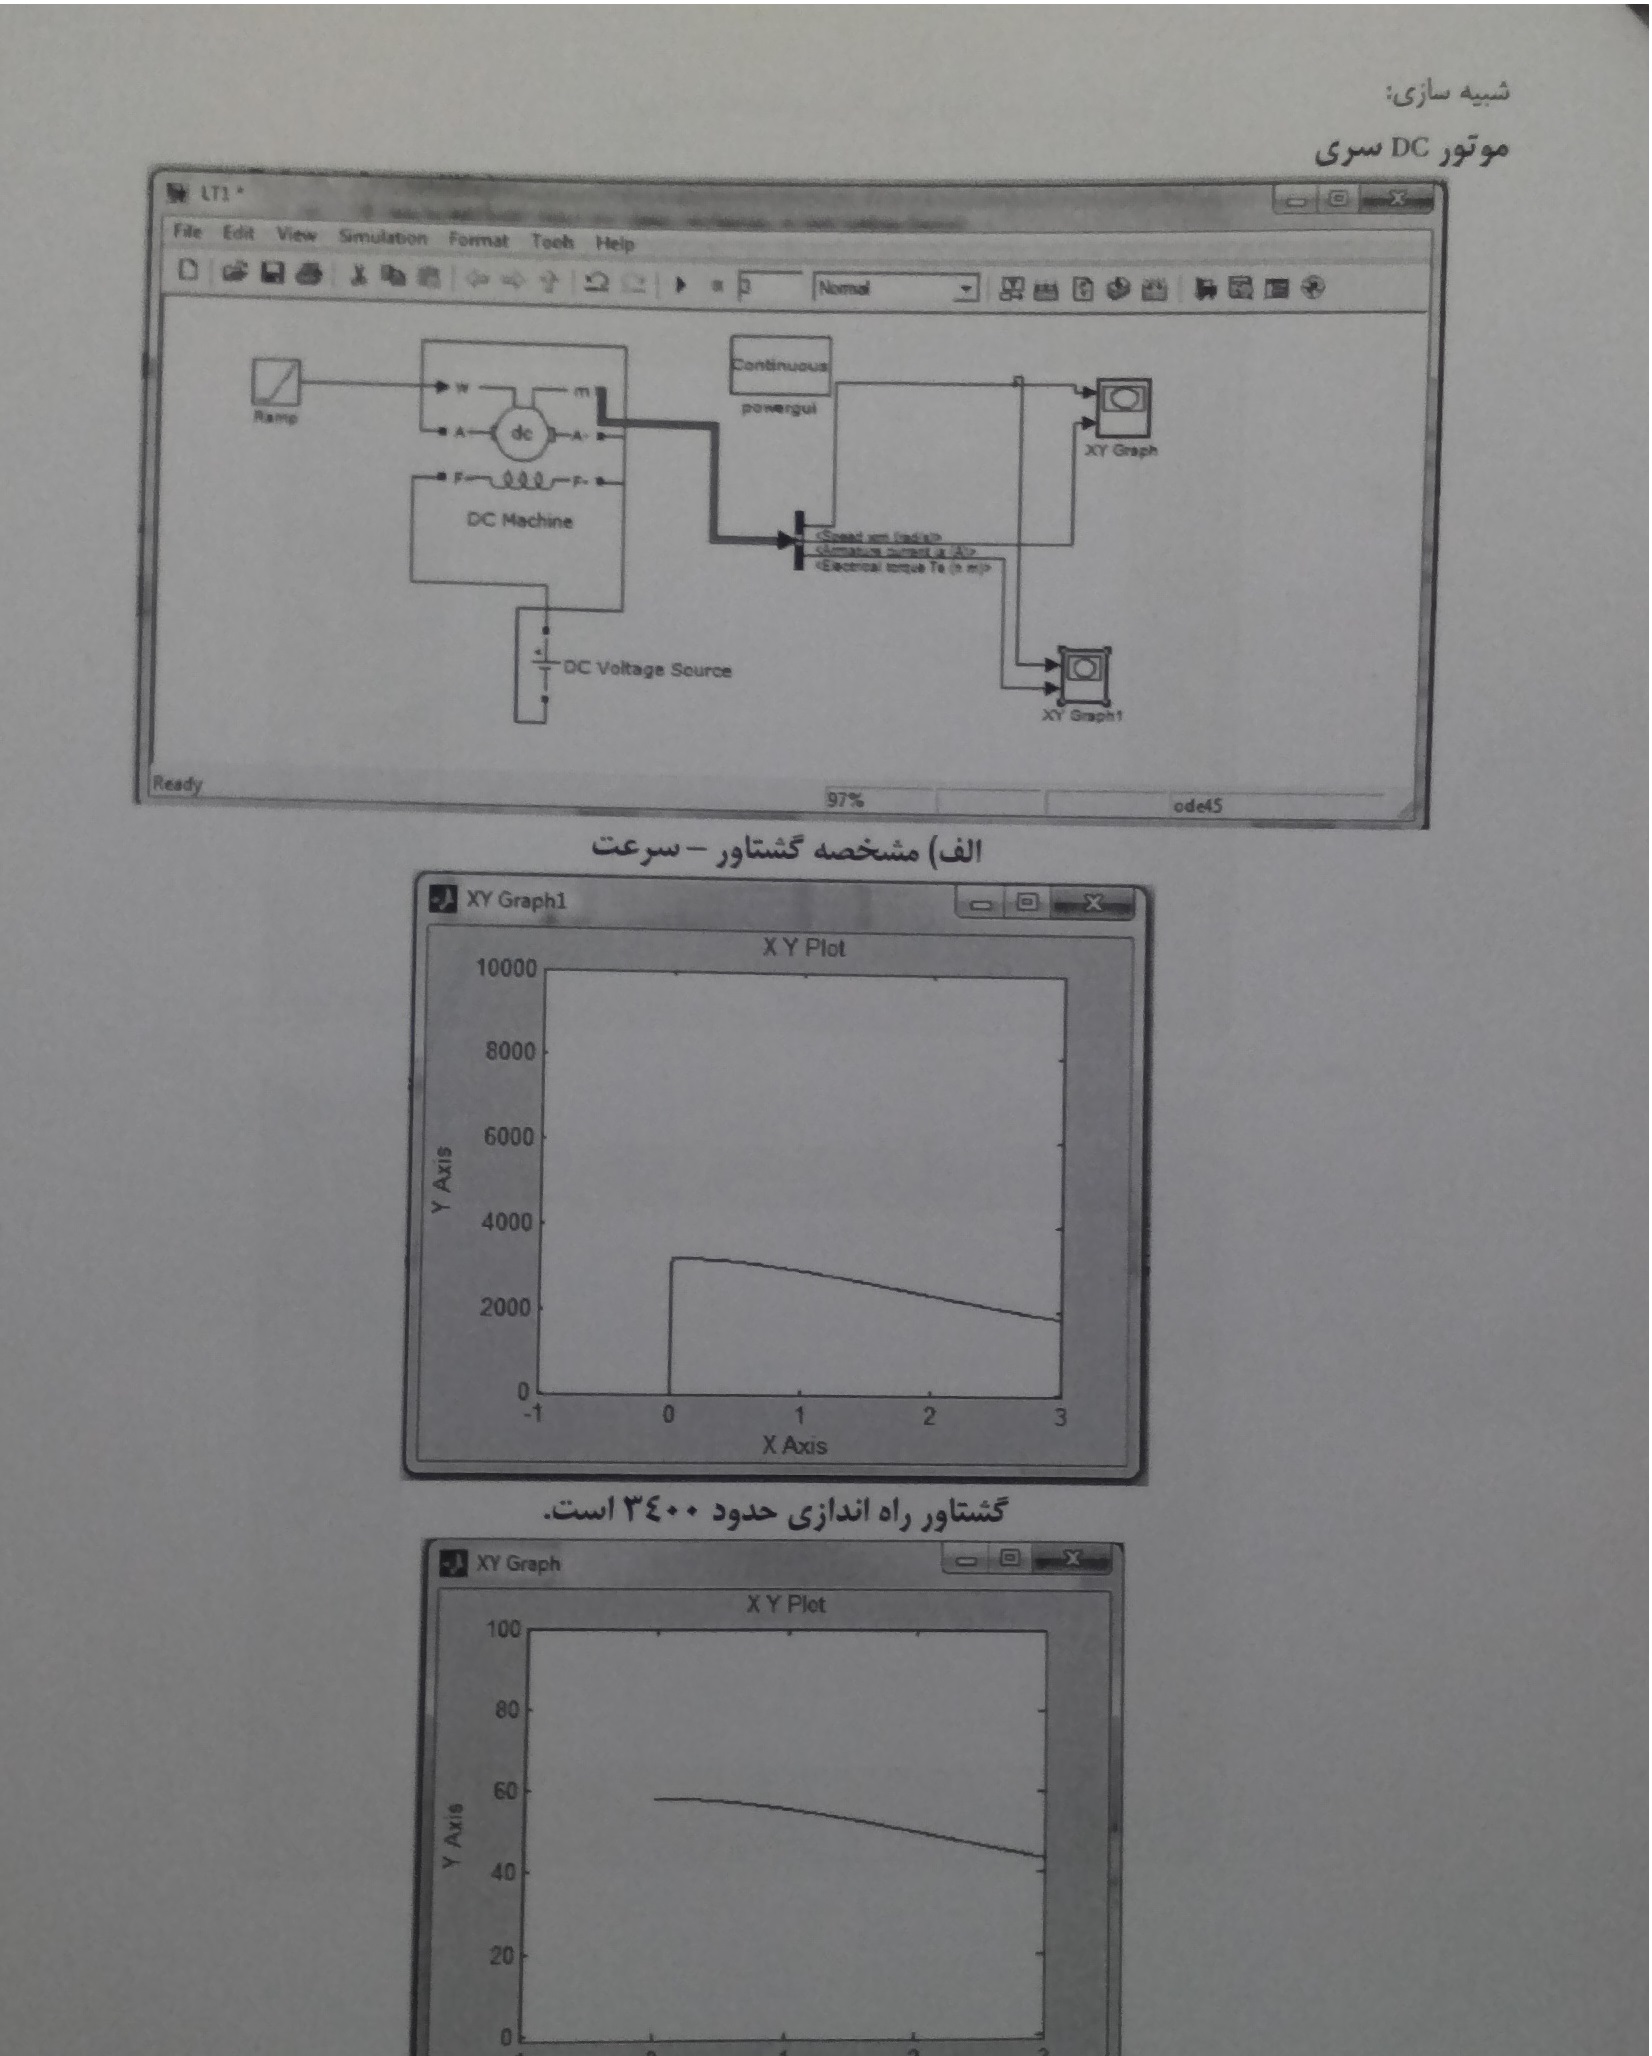 شبیه سازی:
موتور DC سری
LT1 *
File Edit View Simulation Format Tools Help
3 Normal
Ramp
w m
A dc A-
F F-
DC Machine
Continuous
powergui
XY Graph
<Speed wm (rad/s)>
<Armature current ia (A)>
<Electrical torque Te (n m)>
DC Voltage Source
XY Graph1
Ready 97% ode45
الف) مشخصه گشتاور – سرعت
XY Graph1
X Y Plot
10000
8000
6000
4000
2000
0
Y Axis
-1 0 1 2 3
X Axis
گشتاور راه اندازی حدود ٣٤٠٠ است.
XY Graph
X Y Plot
100
80
60
40
20
0
Y Axis